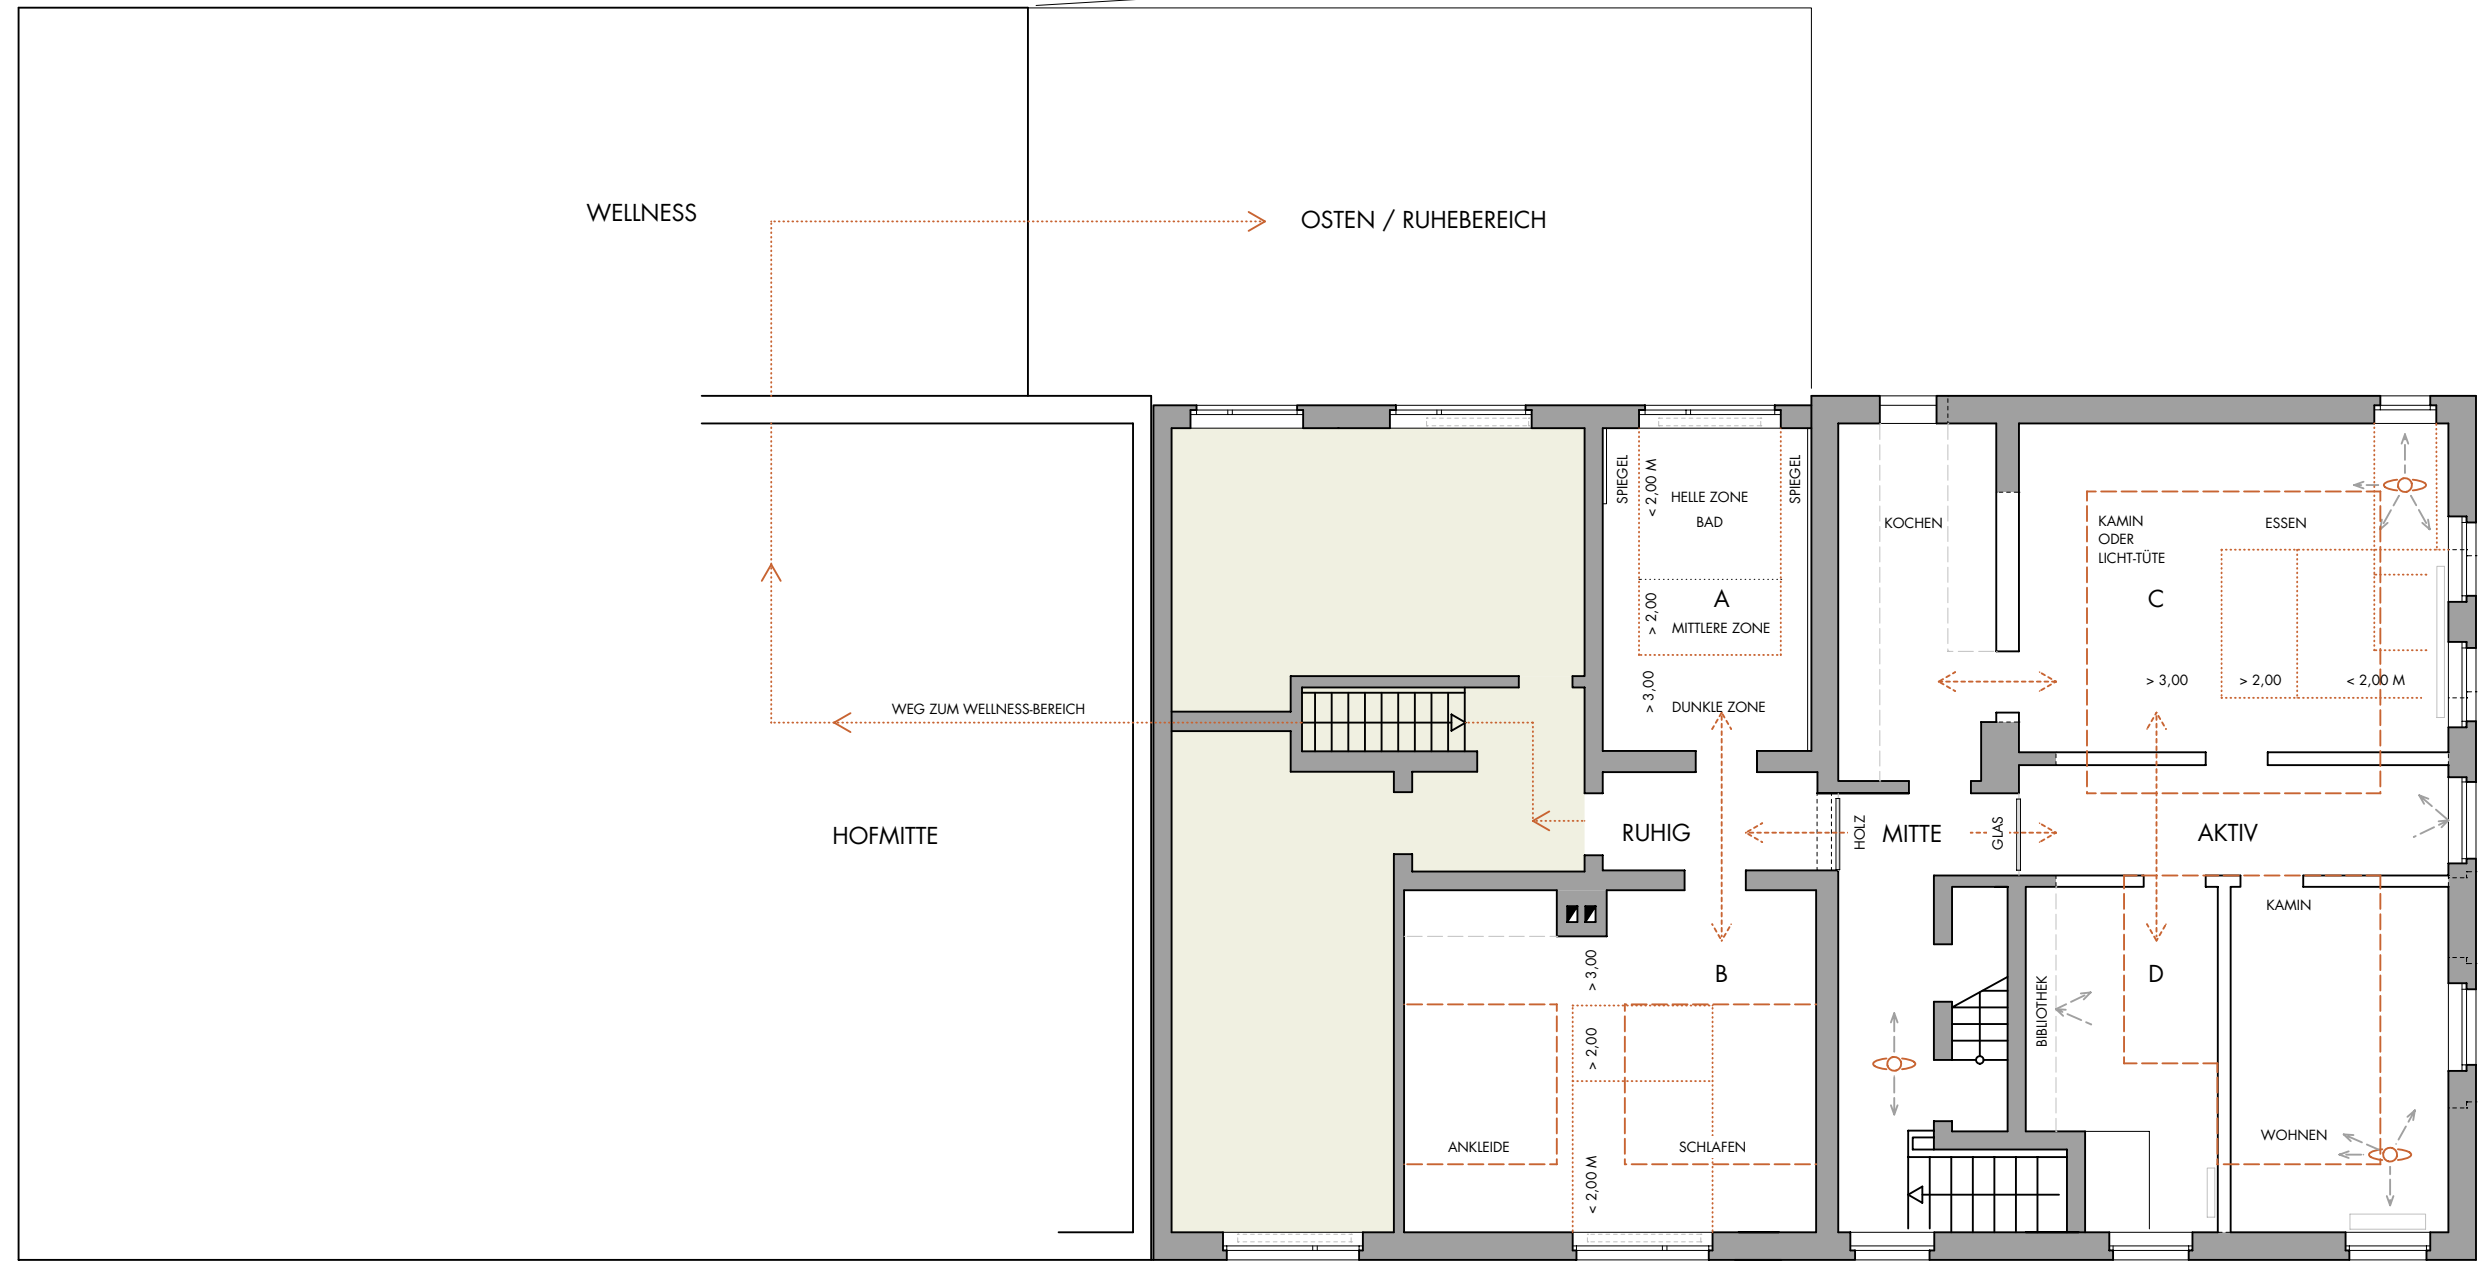 WELLNESS
OSTEN / RUHEBEREICH
SPIEGEL
< 2,00 M
HELLE ZONE
BAD
SPIEGEL
KOCHEN
KAMIN
ODER
LICHT-TÜTE
ESSEN
> 2,00
A
MITTLERE ZONE
C
> 3,00
DUNKLE ZONE
> 3,00
> 2,00
< 2,00 M
WEG ZUM WELLNESS-BEREICH
HOFMITTE
RUHIG
HOLZ
MITTE
GLAS
AKTIV
KAMIN
> 3,00
B
D
BIBLIOTHEK
> 2,00
ANKLEIDE
SCHLAFEN
WOHNEN
< 2,00 M